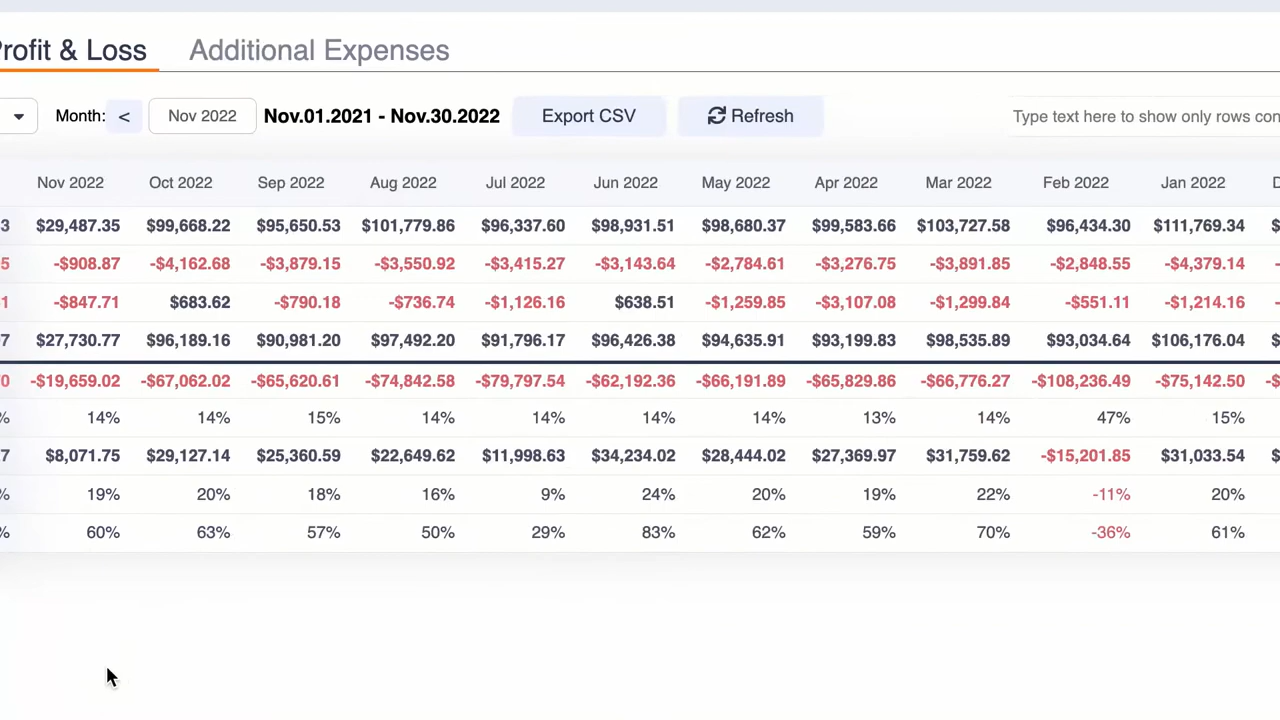 Profit & Loss Additional Expenses
Month: < Nov 2022 Nov.01.2021 - Nov.30.2022 Export CSV Refresh Type text here to show only rows con
Nov 2022 Oct 2022 Sep 2022 Aug 2022 Jul 2022 Jun 2022 May 2022 Apr 2022 Mar 2022 Feb 2022 Jan 2022 D
3 $29,487.35 $99,668.22 $95,650.53 $101,779.86 $96,337.60 $98,931.51 $98,680.37 $99,583.66 $103,727.58 $96,434.30 $111,769.34 $
5 -$908.87 -$4,162.68 -$3,879.15 -$3,550.92 -$3,415.27 -$3,143.64 -$2,784.61 -$3,276.75 -$3,891.85 -$2,848.55 -$4,379.14 -
1 -$847.71 $683.62 -$790.18 -$736.74 -$1,126.16 $638.51 -$1,259.85 -$3,107.08 -$1,299.84 -$551.11 -$1,214.16 -
7 $27,730.77 $96,189.16 $90,981.20 $97,492.20 $91,796.17 $96,426.38 $94,635.91 $93,199.83 $98,535.89 $93,034.64 $106,176.04 $
0 -$19,659.02 -$67,062.02 -$65,620.61 -$74,842.58 -$79,797.54 -$62,192.36 -$66,191.89 -$65,829.86 -$66,776.27 -$108,236.49 -$75,142.50 -$
% 14% 14% 15% 14% 14% 14% 14% 13% 14% 47% 15%
7 $8,071.75 $29,127.14 $25,360.59 $22,649.62 $11,998.63 $34,234.02 $28,444.02 $27,369.97 $31,759.62 -$15,201.85 $31,033.54 $
% 19% 20% 18% 16% 9% 24% 20% 19% 22% -11% 20%
% 60% 63% 57% 50% 29% 83% 62% 59% 70% -36% 61%